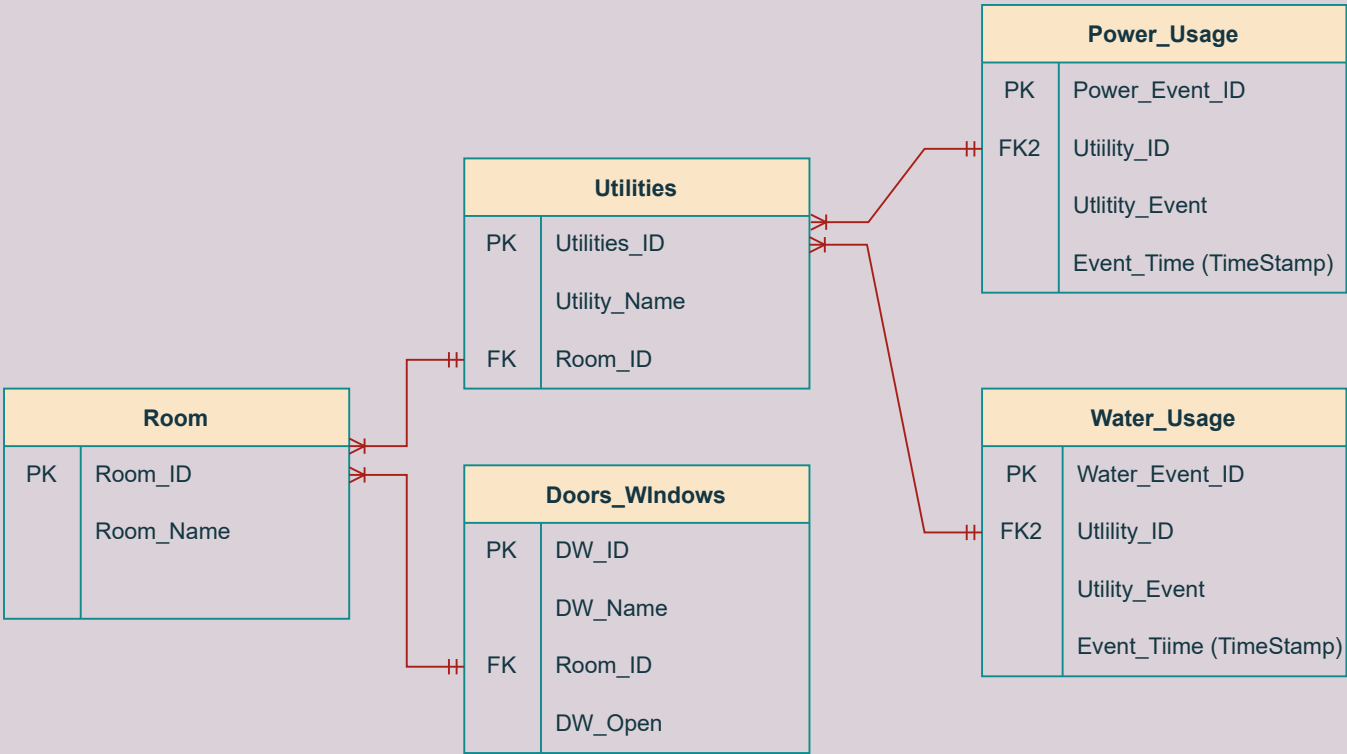 Power_Usage
PK Power_Event_ID
FK2 Utiility_ID
Utlitity_Event
Event_Time (TimeStamp)
Utilities
PK Utilities_ID
Utility_Name
FK Room_ID
Room
PK Room_ID
Room_Name
Doors_WIndows
PK DW_ID
DW_Name
FK Room_ID
DW_Open
Water_Usage
PK Water_Event_ID
FK2 Utlility_ID
Utility_Event
Event_Tiime (TimeStamp)